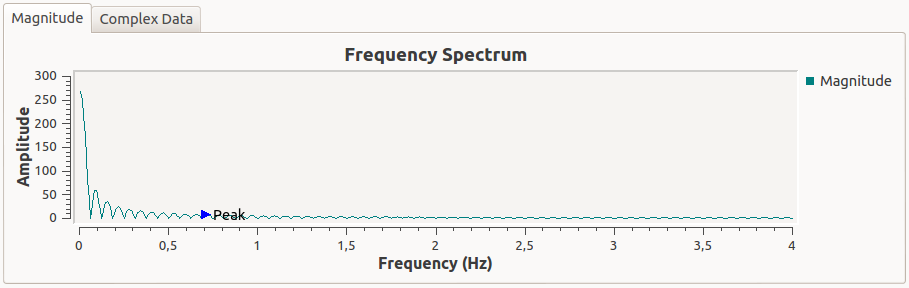 Magnitude
Complex Data
Frequency Spectrum
300
250
200
150
100
50
0
Amplitude
Peak
Magnitude
0
0,5
1
1,5
2
2,5
3
3,5
4
Frequency (Hz)